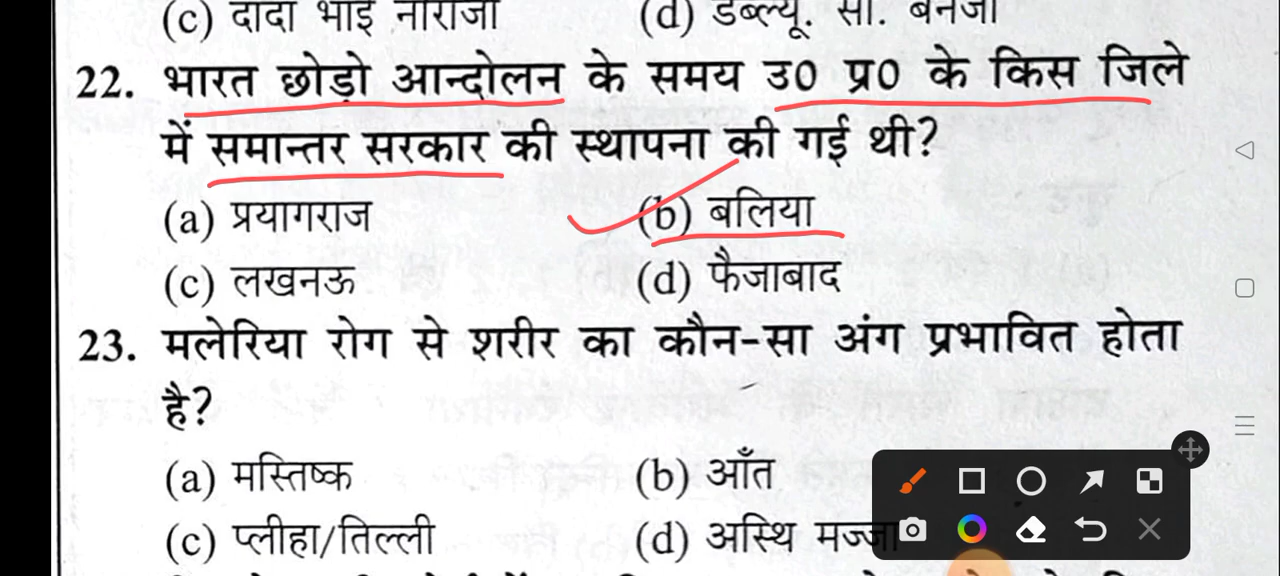 (c) दादा भाई नौरोजी (d) डब्ल्यू. सी. बनर्जी
22. भारत छोड़ो आन्दोलन के समय उ0 प्र0 के किस जिले
में समान्तर सरकार की स्थापना की गई थी?
(a) प्रयागराज (b) बलिया
(c) लखनऊ (d) फैजाबाद
23. मलेरिया रोग से शरीर का कौन-सा अंग प्रभावित होता
है?
(a) मस्तिष्क (b) आँत
(c) प्लीहा/तिल्ली (d) अस्थि मज्जा